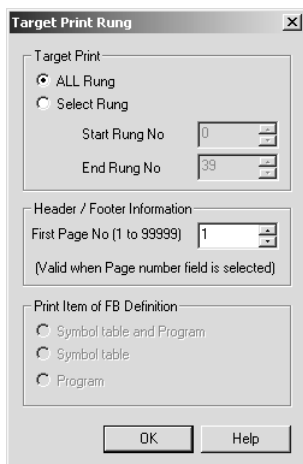 Target Print Rung
Target Print
ALL Rung
Select Rung
Start Rung No 0
End Rung No 39
Header / Footer Information
First Page No (1 to 99999) 1
(Valid when Page number field is selected)
Print Item of FB Definition
Symbol table and Program
Symbol table
Program
OK Help